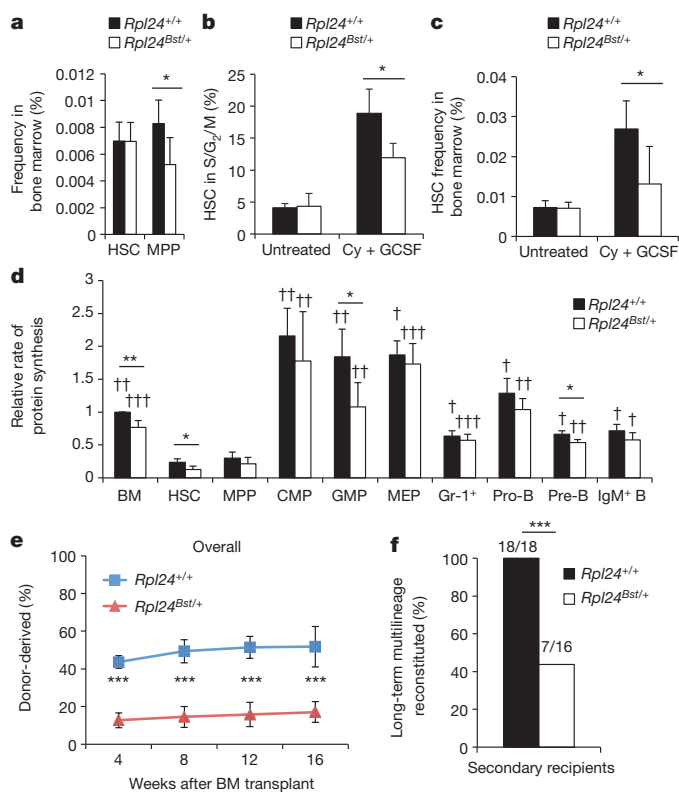 a
Rpl24+/+
Rpl24Bst/+
*
Frequency in
bone marrow (%)
0.012
0.010
0.008
0.006
0.004
0.002
0
HSC MPP
b
Rpl24+/+
Rpl24Bst/+
*
HSC in S/G2/M (%)
25
20
15
10
5
0
Untreated
Cy + GCSF
c
Rpl24+/+
Rpl24Bst/+
*
HSC frequency in
bone marrow (%)
0.04
0.03
0.02
0.01
0
Untreated
Cy + GCSF
d
Rpl24+/+
Rpl24Bst/+
Relative rate of
protein synthesis
3
2.5
2
1.5
1
0.5
0
** †† †††
*
†† ††
* †† ††
† †††
† †††
† ††
* † ††
† †
BM HSC MPP CMP GMP MEP Gr-1+ Pro-B Pre-B IgM+ B
e
Overall
Rpl24+/+
Rpl24Bst/+
Donor-derived (%)
100
80
60
40
20
0
*** *** *** ***
4 8 12 16
Weeks after BM transplant
f
***
18/18
7/16
Rpl24+/+
Rpl24Bst/+
Long-term multilineage
reconstituted (%)
100
80
60
40
20
0
Secondary recipients